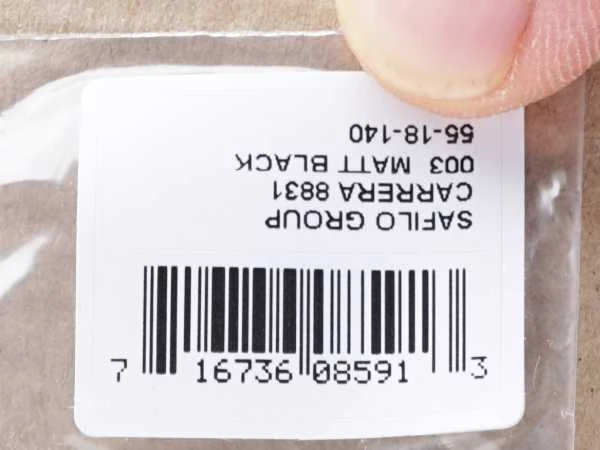 SAFILO GROUP
CARRERA 8831
003 MATT BLACK
55-18-140
7 16736 08591 3